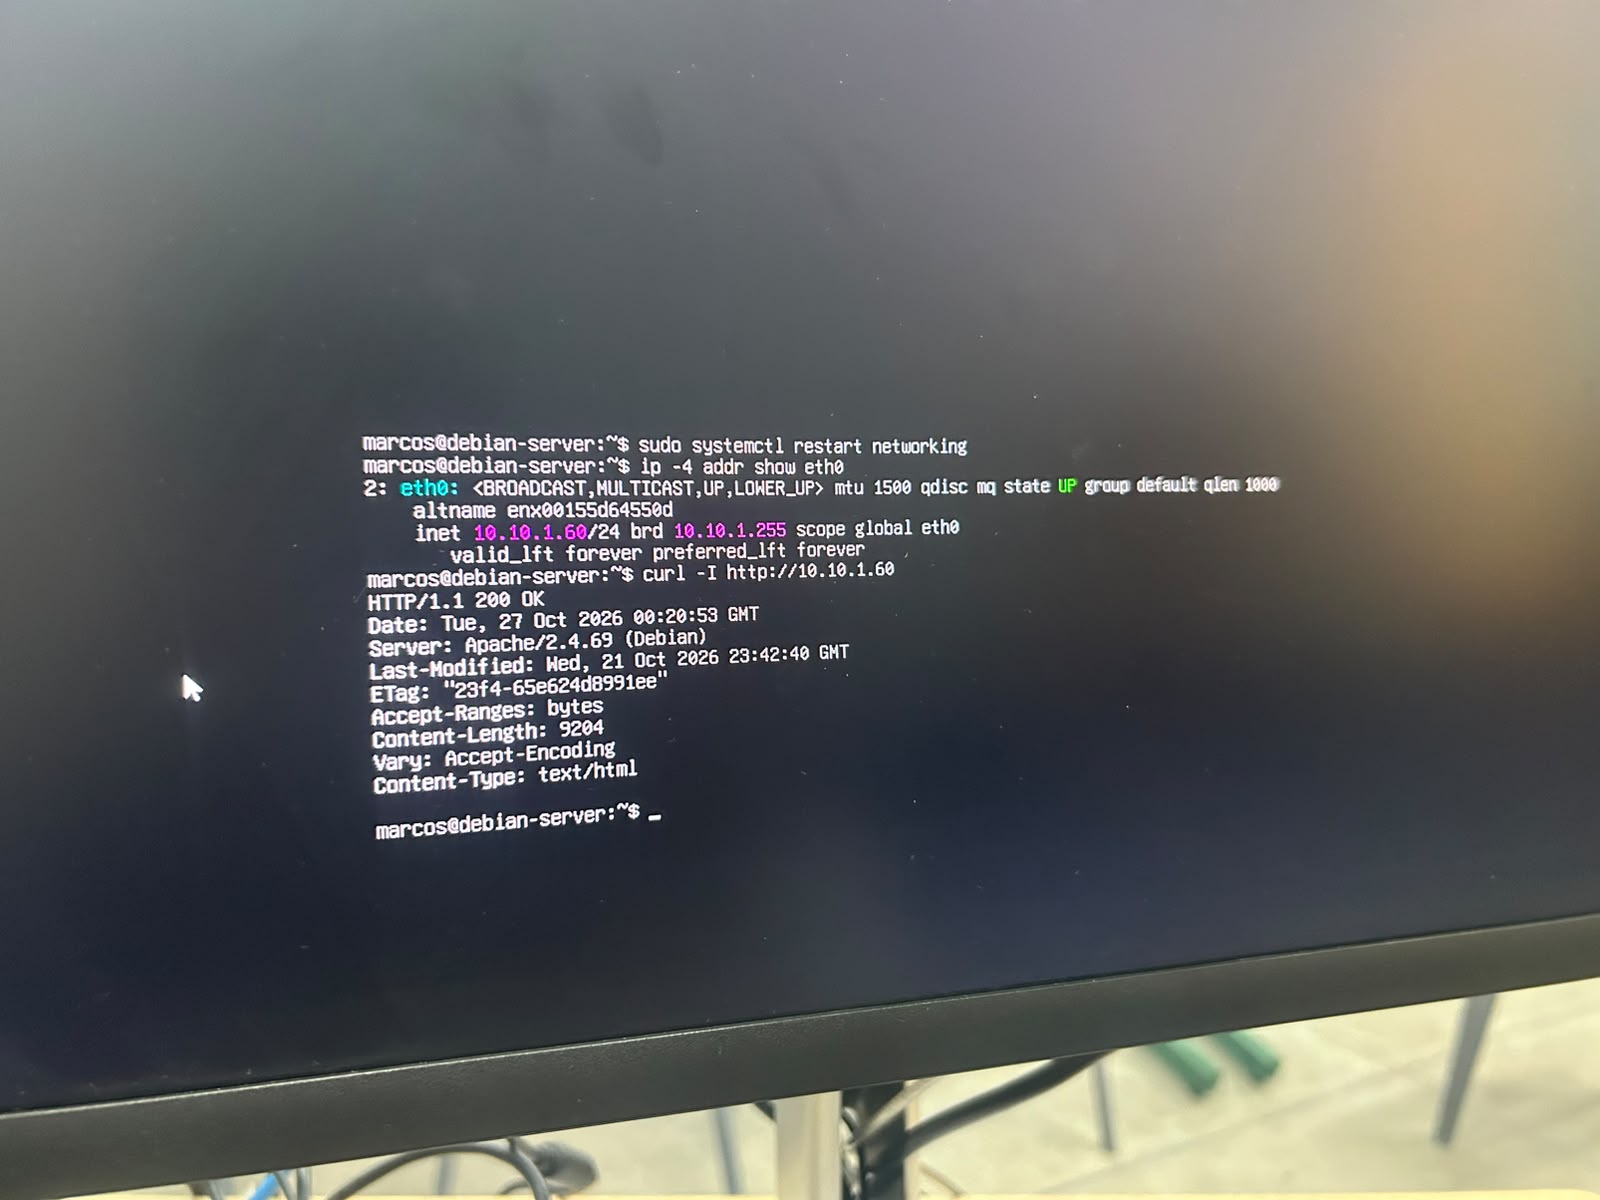 marcos@debian-server:~$ sudo systemctl restart networking
marcos@debian-server:~$ ip -4 addr show eth0
2: eth0: <BROADCAST,MULTICAST,UP,LOWER_UP> mtu 1500 qdisc mq state UP group default qlen 1000
    altname enx00155d64550d
    inet 10.10.1.60/24 brd 10.10.1.255 scope global eth0
       valid_lft forever preferred_lft forever
marcos@debian-server:~$ curl -I http://10.10.1.60
HTTP/1.1 200 OK
Date: Tue, 27 Oct 2026 00:20:53 GMT
Server: Apache/2.4.69 (Debian)
Last-Modified: Wed, 21 Oct 2026 23:42:40 GMT
ETag: "23f4-65e624d8991ee"
Accept-Ranges: bytes
Content-Length: 9204
Vary: Accept-Encoding
Content-Type: text/html

marcos@debian-server:~$ _